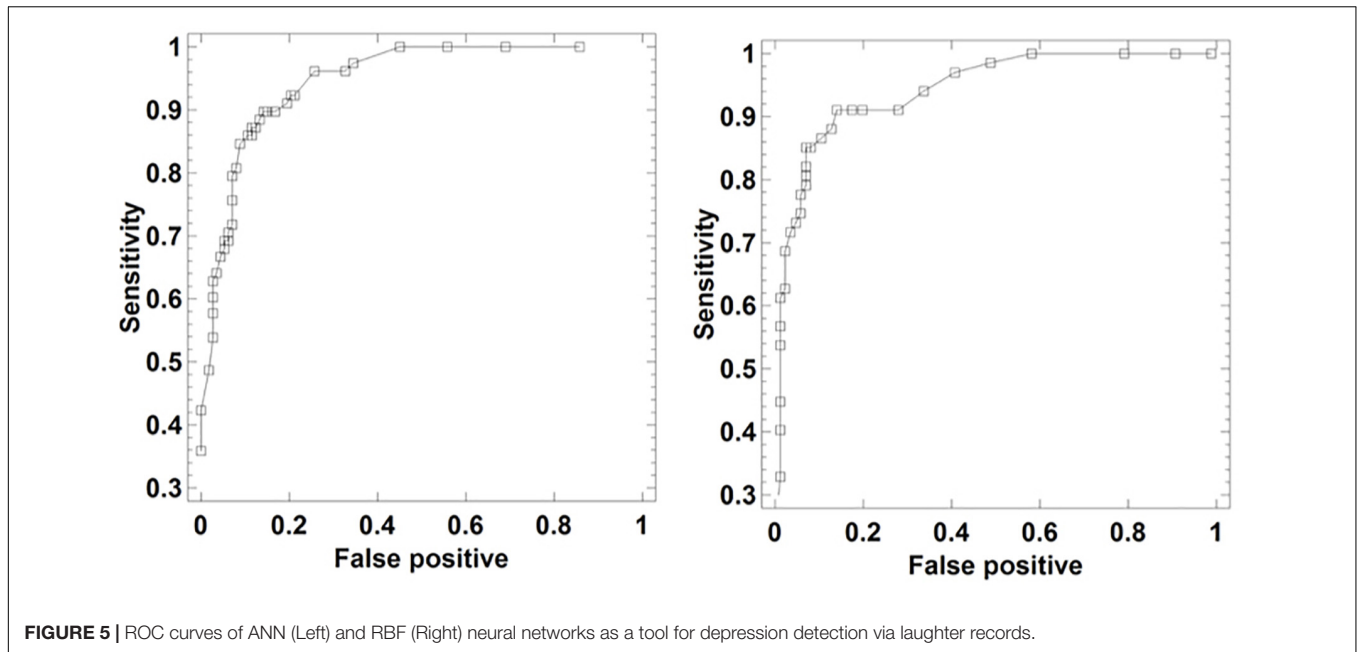 1
0.9
0.8
0.7
0.6
0.5
0.4
0.3
Sensitivity
0 0.2 0.4 0.6 0.8 1
False positive
1
0.9
0.8
0.7
0.6
0.5
0.4
0.3
Sensitivity
0 0.2 0.4 0.6 0.8 1
False positive
FIGURE 5 | ROC curves of ANN (Left) and RBF (Right) neural networks as a tool for depression detection via laughter records.